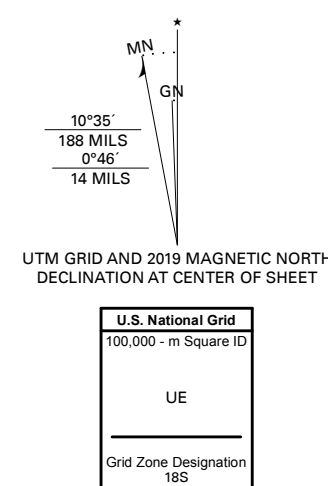 ★
MN
GN
10°35´
188 MILS
0°46´
14 MILS
UTM GRID AND 2019 MAGNETIC NORTH
DECLINATION AT CENTER OF SHEET
U.S. National Grid
100,000 - m Square ID
UE
Grid Zone Designation
18S